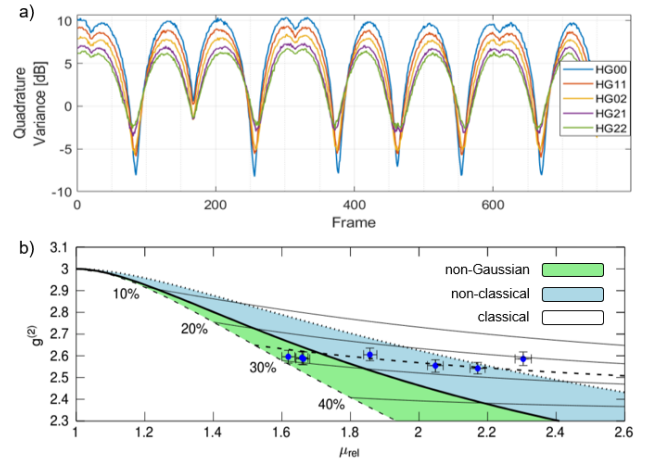 a)
10
5
0
-5
-10
Quadrature
Variance [dB]
HG00
HG11
HG02
HG21
HG22
0
200
400
600
Frame
b)
3.1
3
2.9
2.8
2.7
2.6
2.5
2.4
2.3
g(2)
10%
20%
30%
40%
non-Gaussian
non-classical
classical
1
1.2
1.4
1.6
1.8
2
2.2
2.4
2.6
μrel